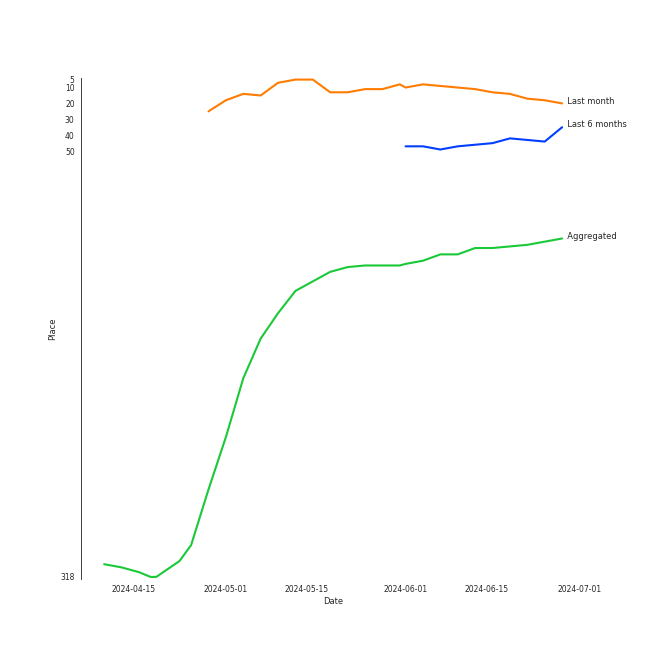 5
10
20
30
40
50
318
Place
Last month
Last 6 months
Aggregated
2024-04-15
2024-05-01
2024-05-15
2024-06-01
2024-06-15
2024-07-01
Date